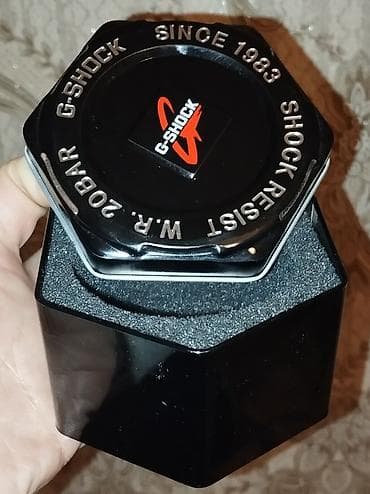 G-SHOCK SINCE 1983
SHOCK RESIST
W.R. 20BAR
G-SHOCK